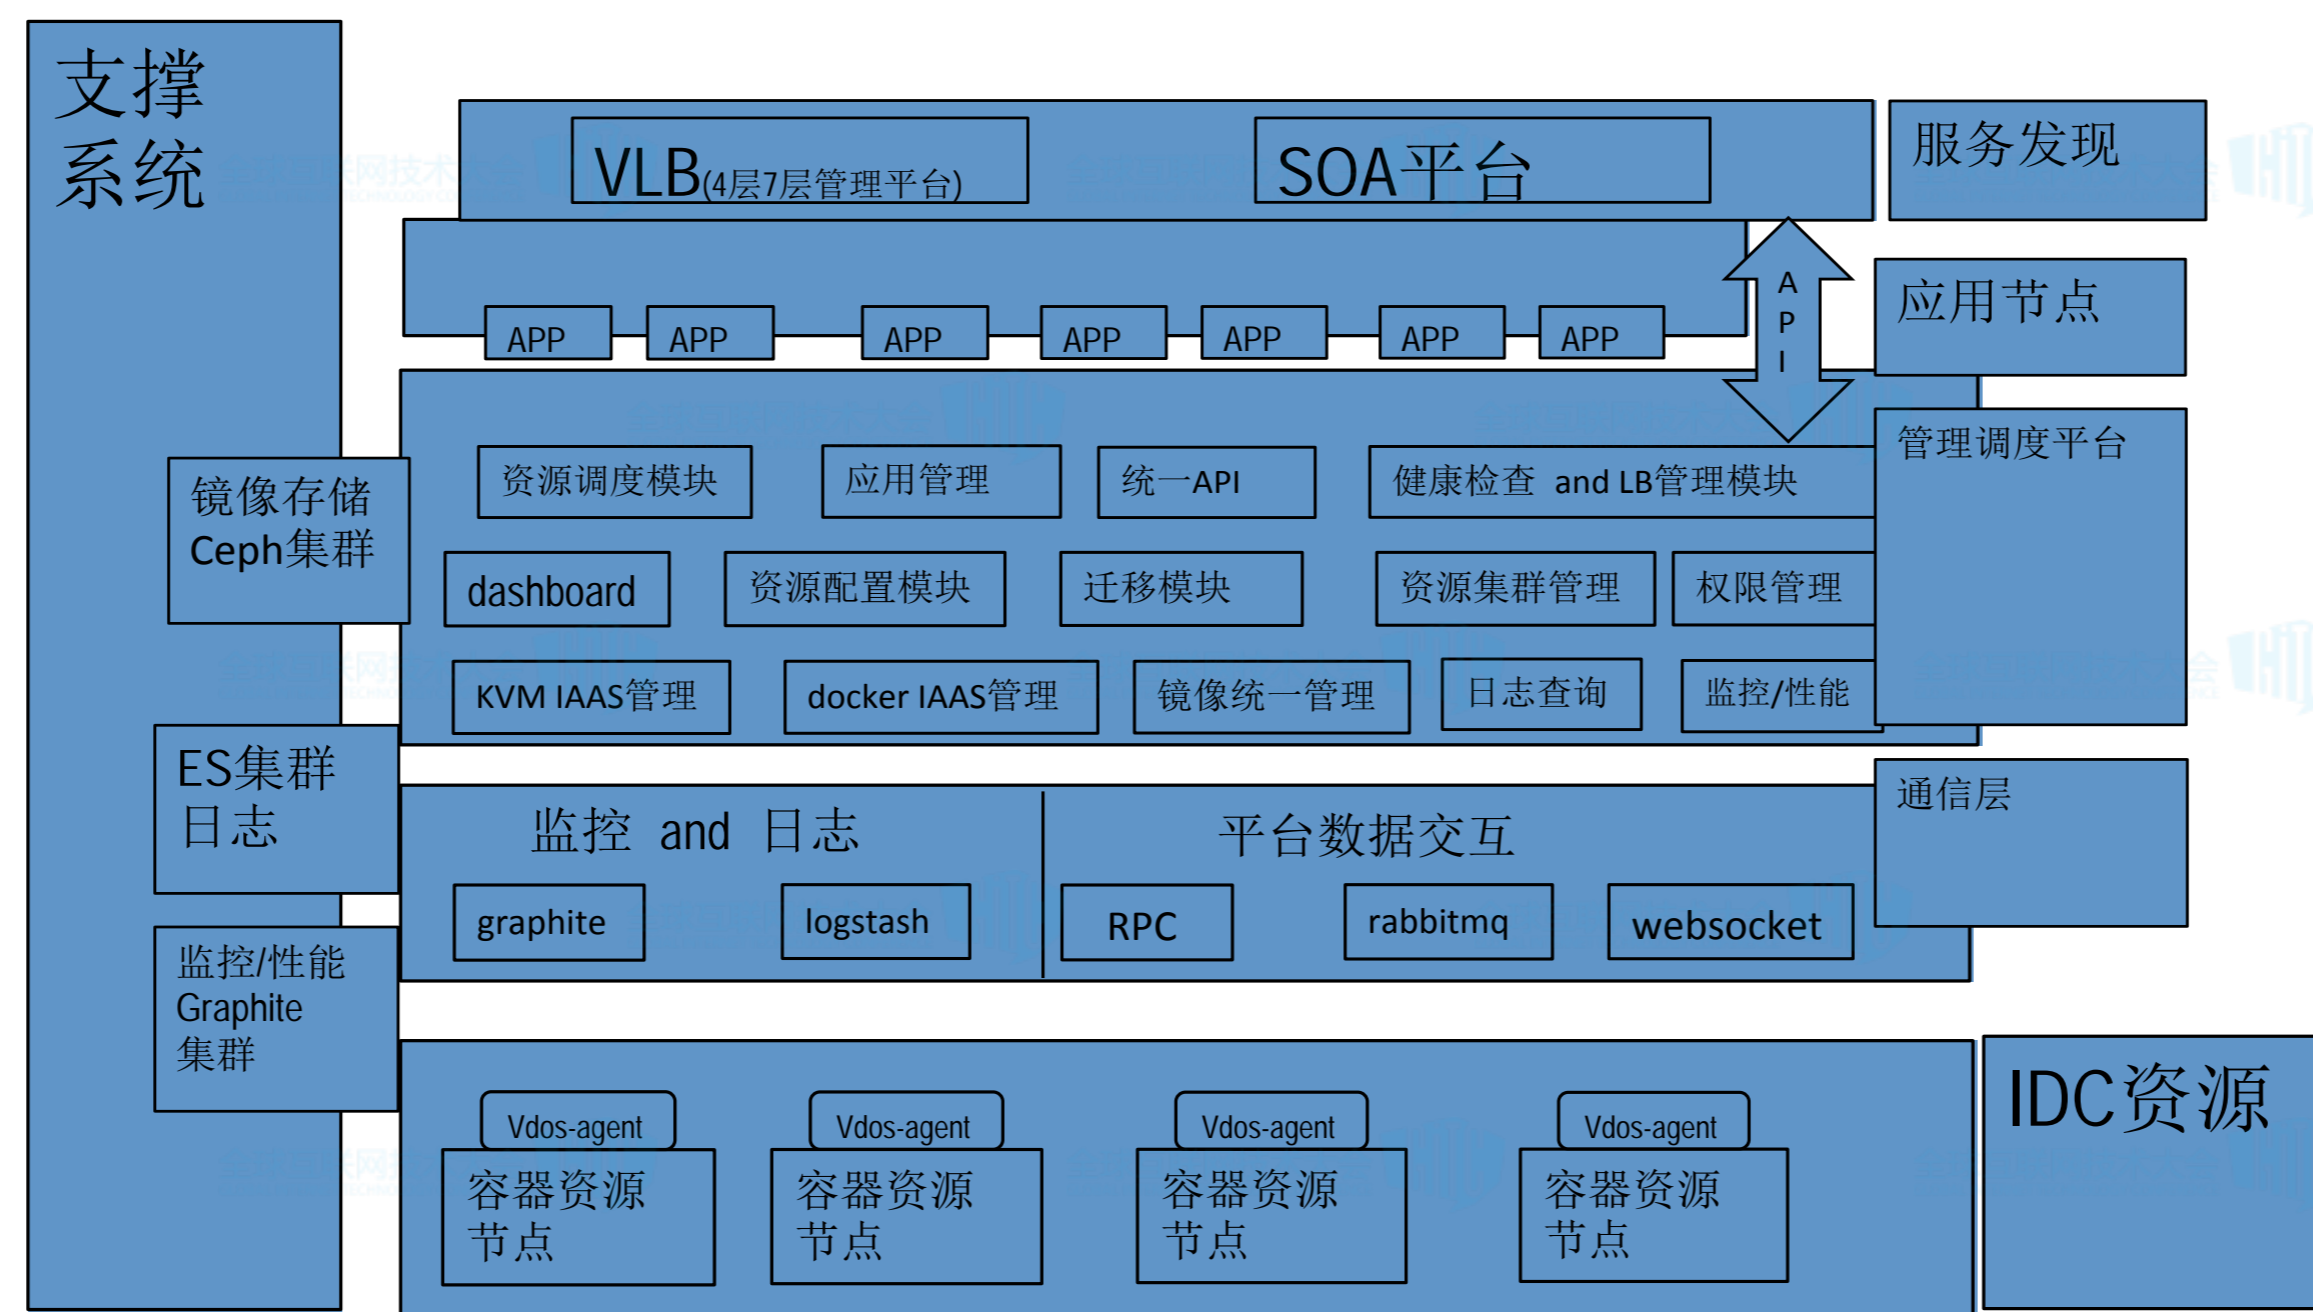 支撑
系统
VLB(4层7层管理平台)
SOA平台
服务发现
APP
APP
APP
APP
APP
APP
APP
A
P
I
应用节点
资源调度模块
应用管理
统一API
健康检查 and LB管理模块
管理调度平台
dashboard
资源配置模块
迁移模块
资源集群管理
权限管理
KVM IAAS管理
docker IAAS管理
镜像统一管理
日志查询
监控/性能
镜像存储
Ceph集群
ES集群
日志
监控/性能
Graphite
集群
监控 and 日志
平台数据交互
通信层
graphite
logstash
RPC
rabbitmq
websocket
Vdos-agent
Vdos-agent
Vdos-agent
Vdos-agent
容器资源
节点
容器资源
节点
容器资源
节点
容器资源
节点
IDC资源